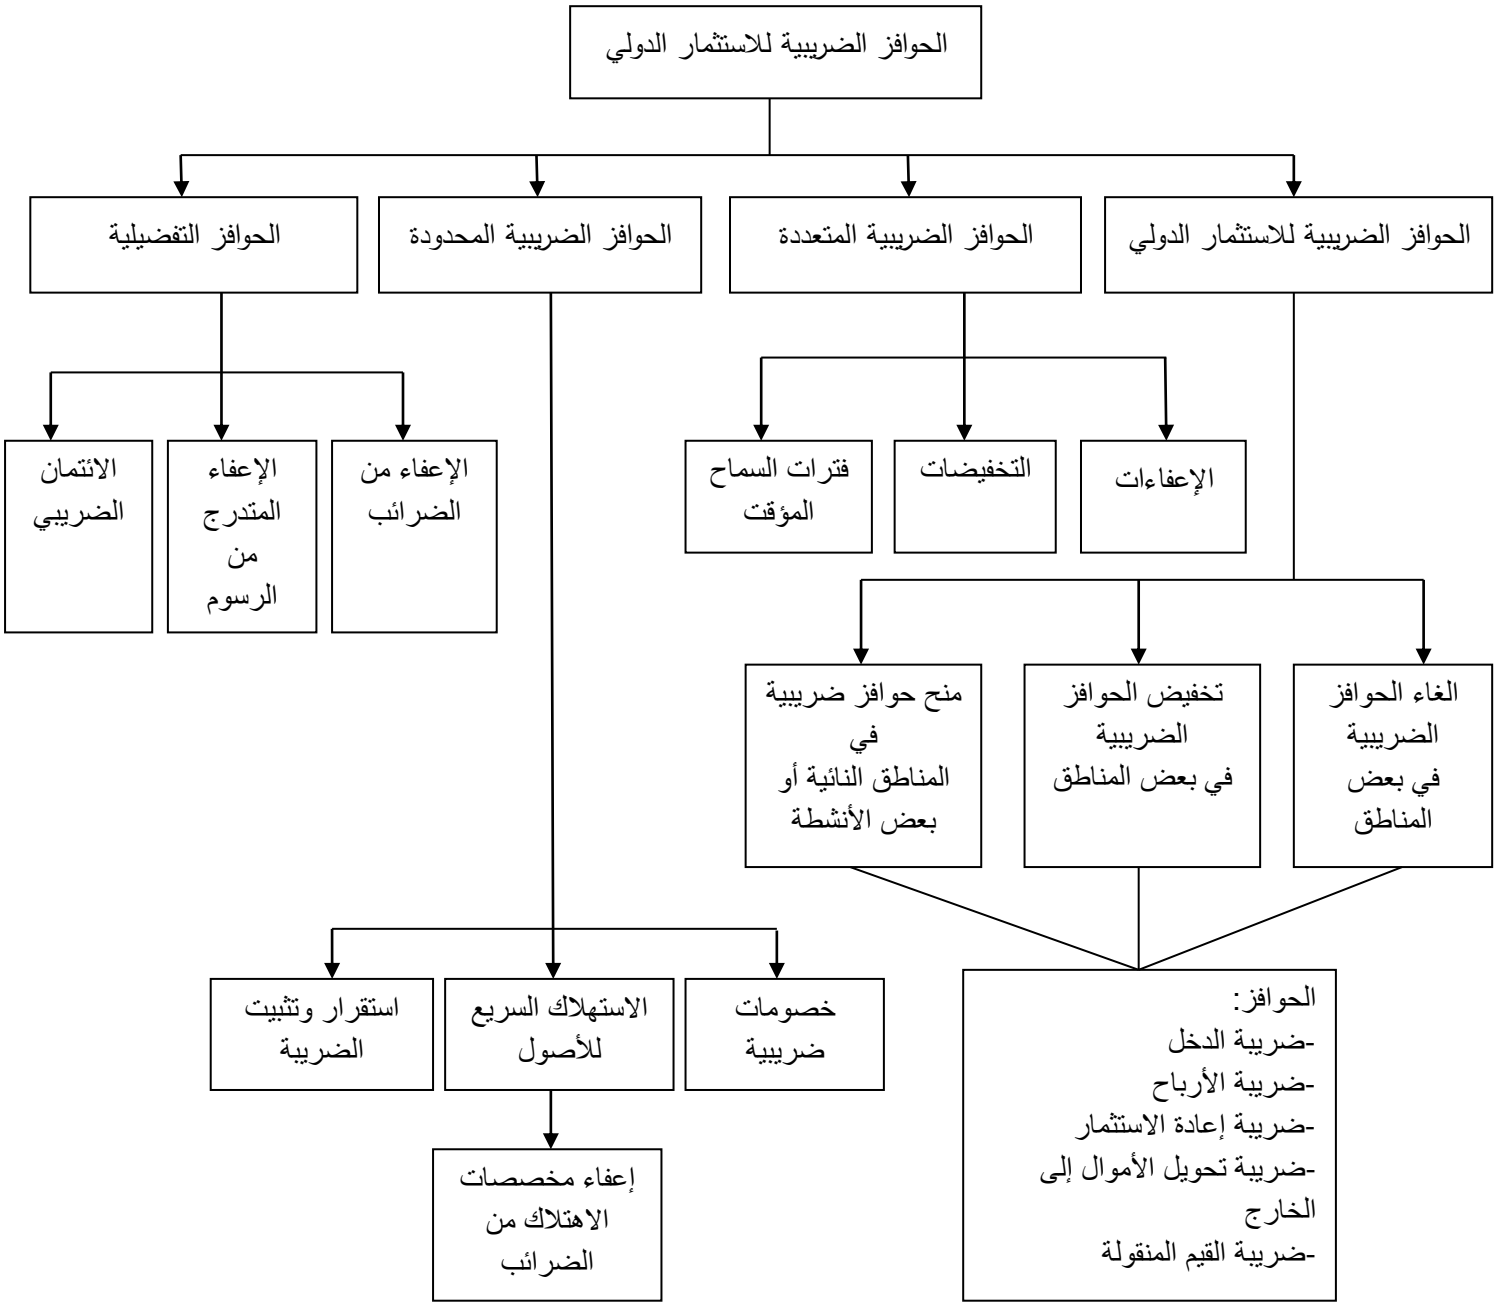 الحوافز الضريبية للاستثمار الدولي
الحوافز الضريبية للاستثمار الدولي
الحوافز الضريبية المتعددة
الحوافز الضريبية المحدودة
الحوافز التفضيلية
الإعفاءات
التخفيضات
فترات السماح
المؤقت
الإعفاء من
الضرائب
الإعفاء
المتدرج
من
الرسوم
الائتمان
الضريبي
الغاء الحوافز
الضريبية
في بعض
المناطق
تخفيض الحوافز
الضريبية
في بعض المناطق
منح حوافز ضريبية
في
المناطق النائية أو
بعض الأنشطة
خصومات
ضريبية
الاستهلاك السريع
للأصول
استقرار وتثبيت
الضريبة
إعفاء مخصصات
الاهتلاك من
الضرائب
الحوافز:
-ضريبة الدخل
-ضريبة الأرباح
-ضريبة إعادة الاستثمار
-ضريبة تحويل الأموال إلى
الخارج
-ضريبة القيم المنقولة